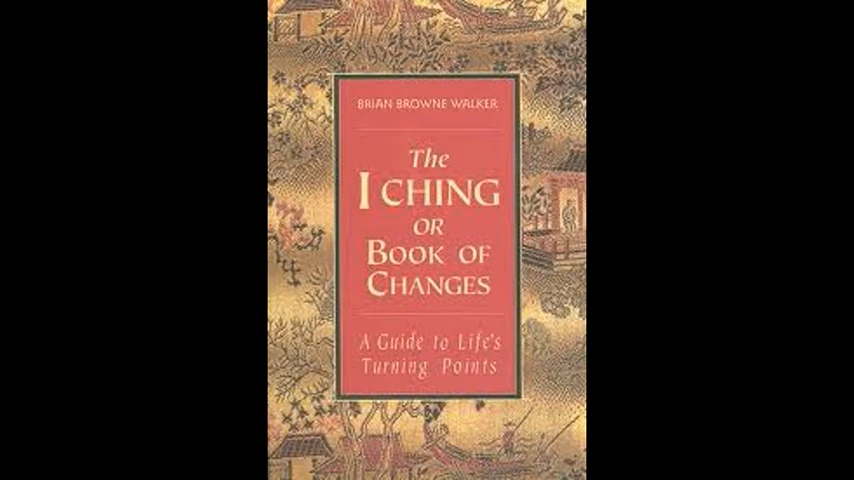 BRIAN BROWNE WALKER
The
I CHING
OR
BOOK OF
CHANGES
A Guide to Life's
Turning Points